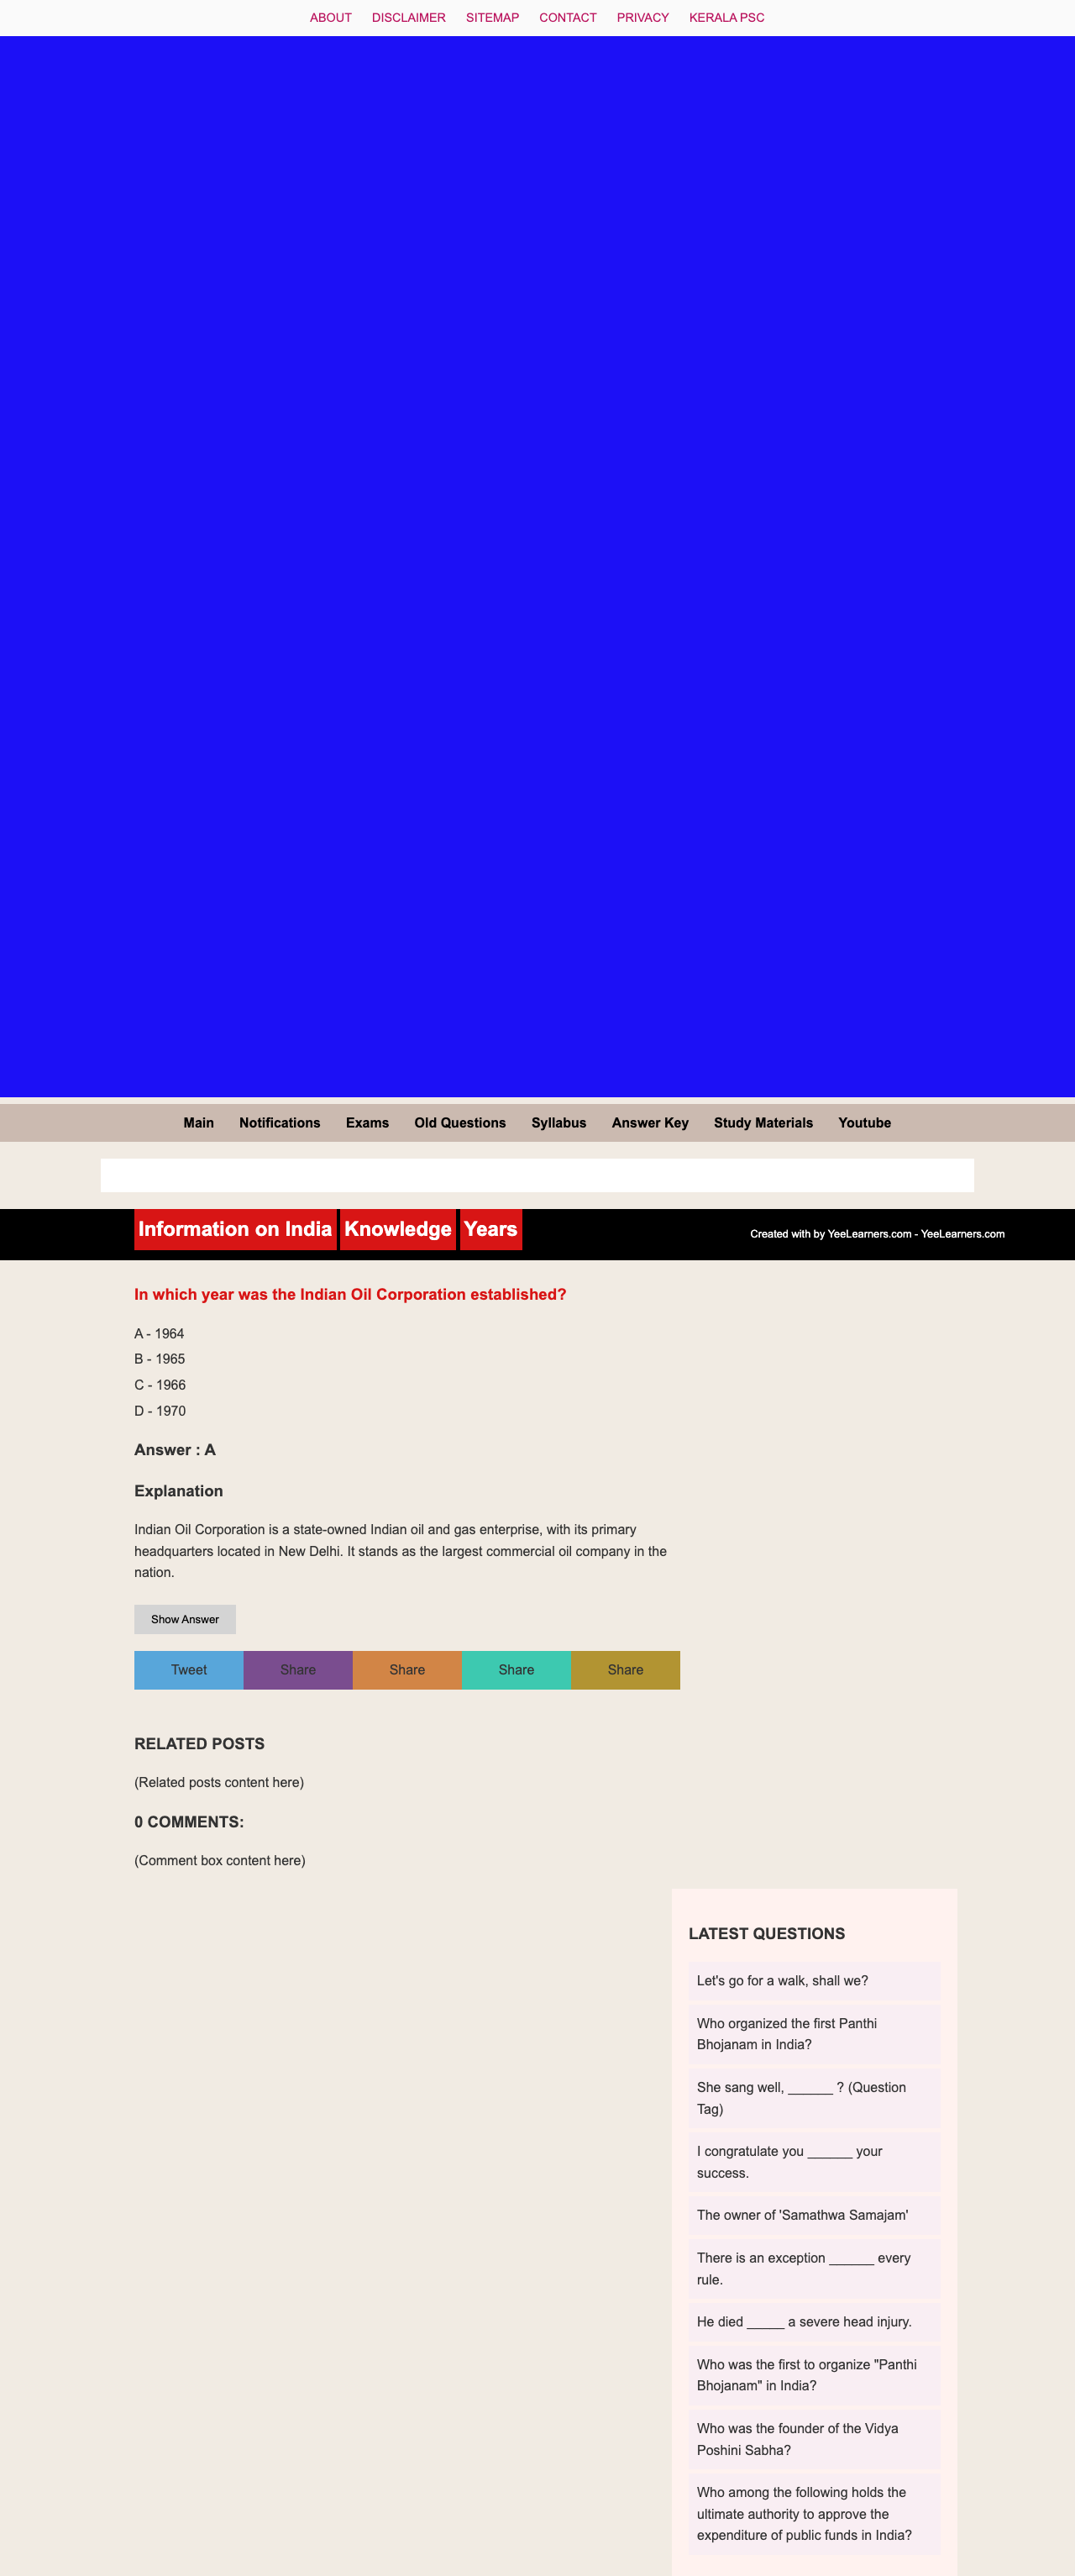 ABOUT DISCLAIMER SITEMAP CONTACT PRIVACY KERALA PSC
Main Notifications Exams Old Questions Syllabus Answer Key Study Materials Youtube
Information on India Knowledge Years
Created with by YeeLearners.com - YeeLearners.com
In which year was the Indian Oil Corporation established?
A - 1964
B - 1965
C - 1966
D - 1970
Answer : A
Explanation
Indian Oil Corporation is a state-owned Indian oil and gas enterprise, with its primary
headquarters located in New Delhi. It stands as the largest commercial oil company in the
nation.
Show Answer
Tweet Share Share Share Share
RELATED POSTS
(Related posts content here)
0 COMMENTS:
(Comment box content here)
LATEST QUESTIONS
Let's go for a walk, shall we?
Who organized the first Panthi
Bhojanam in India?
She sang well, ______ ? (Question
Tag)
I congratulate you ______ your
success.
The owner of 'Samathwa Samajam'
There is an exception ______ every
rule.
He died _____ a severe head injury.
Who was the first to organize "Panthi
Bhojanam" in India?
Who was the founder of the Vidya
Poshini Sabha?
Who among the following holds the
ultimate authority to approve the
expenditure of public funds in India?